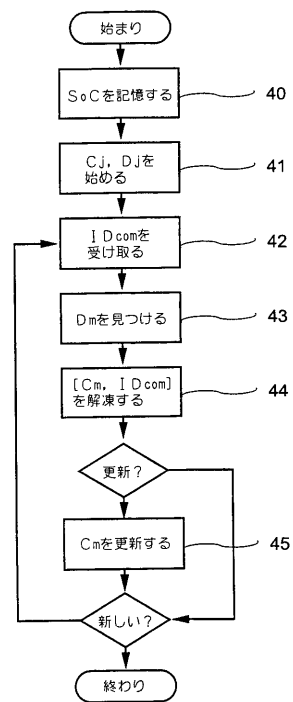 始まり
SoCを記憶する
40
Cj,Djを
始める
41
IDcomを
受け取る
42
Dmを見つける
43
[Cm,IDcom]
を解凍する
44
更新?
Cmを更新する
45
新しい?
終わり